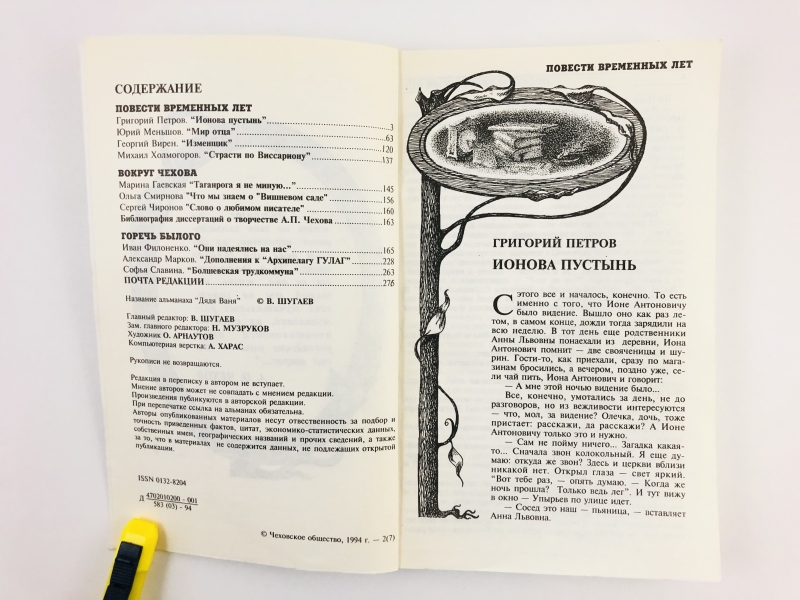 СОДЕРЖАНИЕ
ПОВЕСТИ ВРЕМЕННЫХ ЛЕТ
Григорий Петров. “Ионова пустынь”........3
Юрий Меньшов. “Мир отца”........63
Георгий Вирен. “Изменщик”........120
Михаил Холмогоров. “Страсти по Виссариону”........137
ВОКРУГ ЧЕХОВА
Марина Гаевская “Таганрога я не миную...”........145
Ольга Смирнова "Что мы знаем о "Вишневом саде"........156
Сергей Чиронов "Слово о любимом писателе"........160
Библиография диссертаций о творчестве А.П. Чехова........163
ГОРЕЧЬ БЫЛОГО
Иван Филоненко. “Они надеялись на нас”........165
Александр Марков. “Дополнения к “Архипелагу ГУЛАГ”........228
Софья Славина. “Болшевская трудкоммуна”........263
ПОЧТА РЕДАКЦИИ........276
Название альманаха "Дядя Ваня" © В. ШУГАЕВ
Главный редактор: В. ШУГАЕВ
Зам. главного редактора: Н. МУЗРУКОВ
Художник О. АРНАУТОВ
Компьютерная верстка: А. ХАРАС
Рукописи не возвращаются.
Редакция в переписку в автором не вступает.
Мнение авторов может не совпадать с мнением редакции.
Произведения публикуются в авторской редакции.
При перепечатке ссылка на альманах обязательна.
Авторы опубликованных материалов несут отвественность за подбор и
точность приведенных фактов, цитат, экономико-статистических данных,
собственных имен, географических названий и прочих сведений, а также
за то, что в материалах не содержится данных, не подлежащих открытой
публикации.
ISSN 0132-8204
Д 4702010200 - 001
583 (03) - 94
© Чеховское общество, 1994 г. — 2(7)
ПОВЕСТИ ВРЕМЕННЫХ ЛЕТ
ГРИГОРИЙ ПЕТРОВ
ИОНОВА ПУСТЫНЬ
С этого все и началось, конечно. То есть
именно с того, что Ионе Антоновичу
было видение. Вышло оно как раз ле-
том, в самом конце, дожди тогда зарядили на
всю неделю. В тот день еще родственники
Анны Львовны понаехали из деревни, Иона
Антонович помнит — две свояченицы и шу-
рин. Гости-то, как приехали, сразу по мага-
зинам бросились, а вечером, поздно уже, се-
ли чай пить, Иона Антонович и говорит:
— А мне этой ночью видение было...
Все, конечно, умотались за день, не до
разговоров, но из вежливости интересуются
— что, мол, за видение? Олечка, дочь, тоже
пристает: расскажи, да расскажи? А Ионе
Антоновичу только это и нужно.
— Сам не пойму ничего... Загадка какая-
то... Сначала звон колокольный. Я еще ду-
маю: откуда же звон? Здесь и церкви вблизи
никакой нет. Открыл глаза — свет яркий.
"Вот тебе раз, — опять думаю. — Когда же
ночь прошла? Только ведь лег". И тут вижу
в окно — Упырьев по улице идет.
— Сосед это наш — пьяница, — вставляет
Анна Львовна.